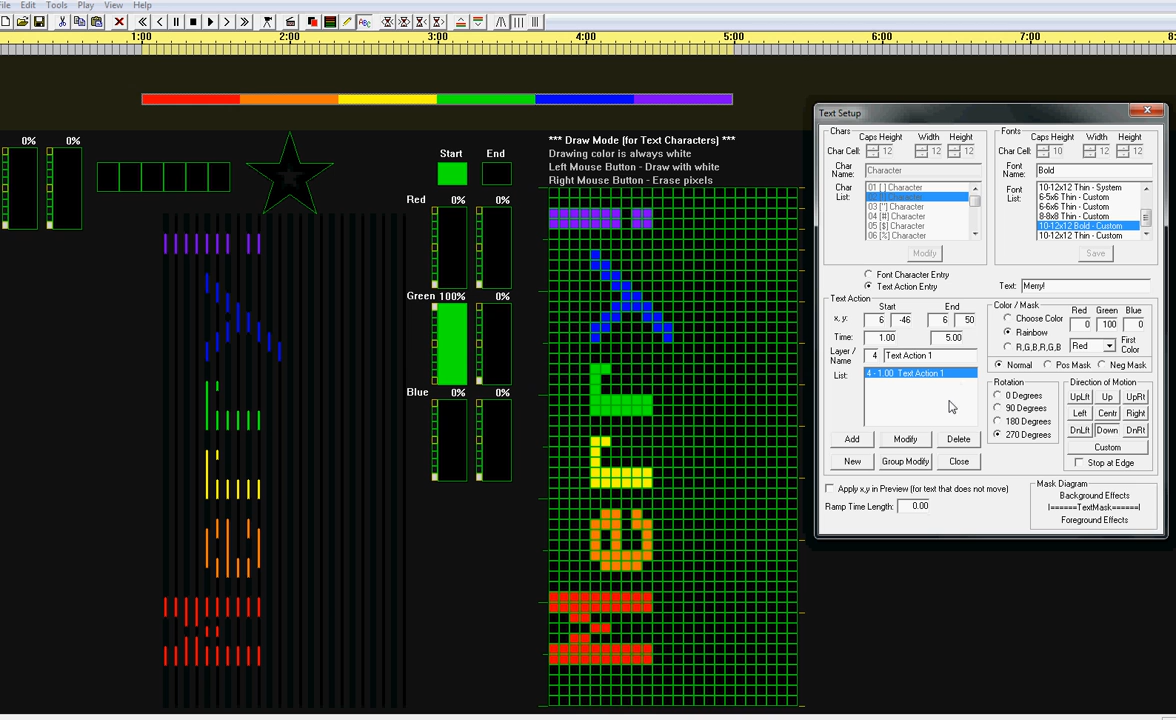 File Edit Tools Play View Help
1:00 2:00 3:00 4:00 5:00 6:00 7:00
0% 0%
*** Draw Mode (for Text Characters) ***
Drawing color is always white
Left Mouse Button - Draw with white
Right Mouse Button - Erase pixels
Start End
Red 0% 0%
Green 100% 0%
Blue 0% 0%
Merry!
Text Setup
Chars
Caps Height Width Height
Char Cell: 12 12 12
Char Name: Character
Char List:
01 [ ] Character
03 ["] Character
04 [#] Character
05 [$] Character
06 [%] Character
Modify
Fonts
Caps Height Width Height
Char Cell: 10 12 12
Font Name: Bold
Font List:
10-12x12 Thin - System
6-5x6 Thin - Custom
6-6x6 Thin - Custom
8-8x8 Thin - Custom
10-12x12 Bold - Custom
10-12x12 Thin - Custom
Save
Font Character Entry
Text Action Entry
Text: Merry!
Text Action
Start End
x, y: 6 -46 6 50
Time: 1.00 5.00
Layer / Name 4 Text Action 1
List: 4 - 1.00 Text Action 1
Add Modify Delete
New Group Modify Close
Color / Mask
Choose Color
Rainbow
R,G,B,R,G,B
Red Green Blue
0 100 0
Red First Color
Normal Pos Mask Neg Mask
Rotation
0 Degrees
90 Degrees
180 Degrees
270 Degrees
Direction of Motion
UpLft Up UpRt
Left Centr Right
DnLft Down DnRt
Custom
Stop at Edge
Apply x,y in Preview (for text that does not move)
Ramp Time Length: 0.00
Mask Diagram
Background Effects
I======TextMask======I
Foreground Effects